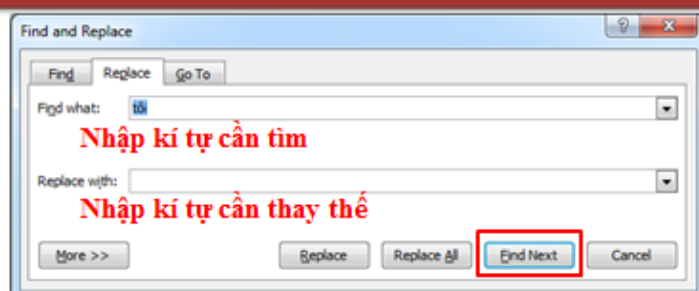 Find and Replace
Find Replace Go To
Find what: tôi
Nhập kí tự cần tìm
Replace with:
Nhập kí tự cần thay thế
More >> Replace Replace All Find Next Cancel